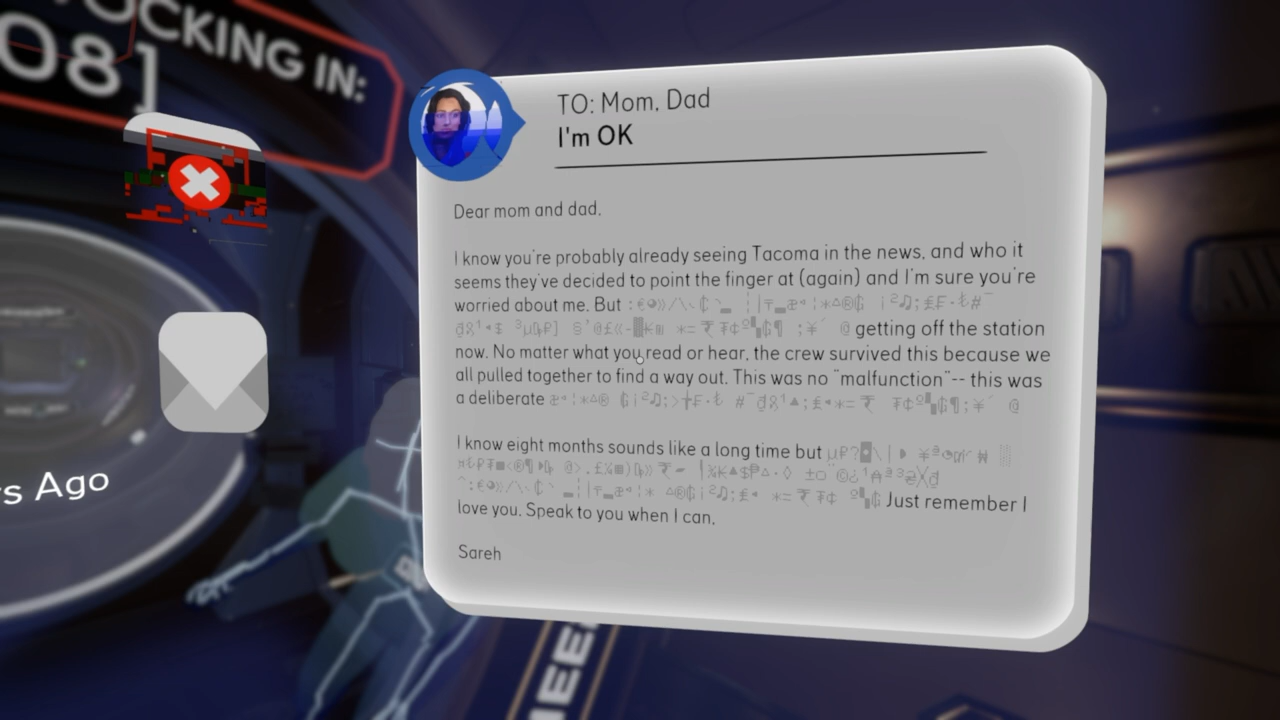 OCKING IN:
08]
TO: Mom, Dad
I'm OK
Dear mom and dad,
I know you're probably already seeing Tacoma in the news, and who it
seems they've decided to point the finger at (again) and I'm sure you're
worried about me. But
getting off the station
now. No matter what you read or hear, the crew survived this because we
all pulled together to find a way out. This was no "malfunction"-- this was
a deliberate
I know eight months sounds like a long time but
Just remember I
love you. Speak to you when I can.
Sareh
s Ago